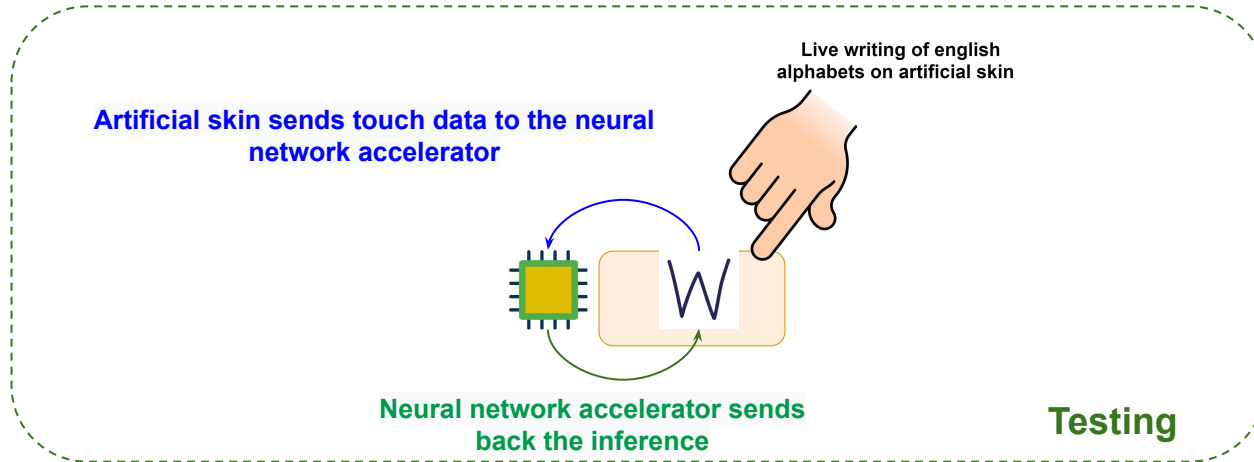 Live writing of english
alphabets on artificial skin
Artificial skin sends touch data to the neural
network accelerator
W
Neural network accelerator sends
back the inference
Testing